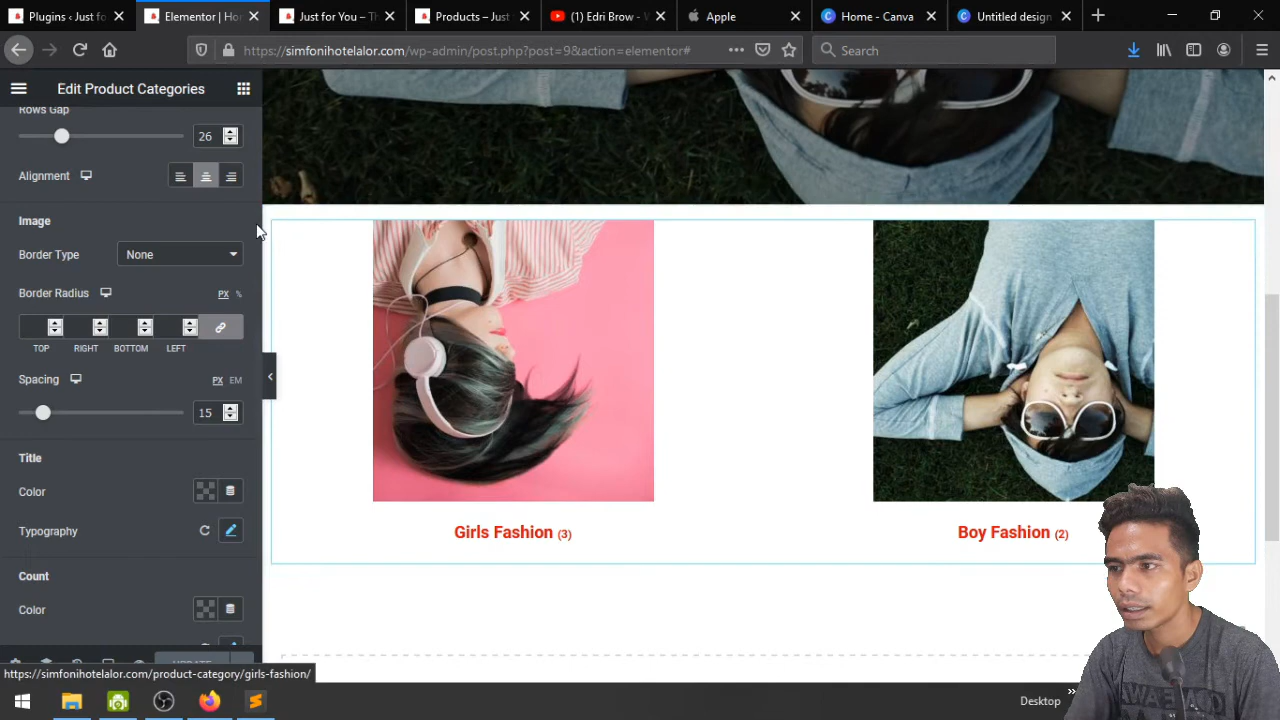 Plugins ‹ Just for
Elementor | Ho
Just for You – Th
Products – Just
(1) Edri Brow - W
Apple
Home - Canva
Untitled design
https://simfonihotelalor.com/wp-admin/post.php?post=9&action=elementor#
Search
Edit Product Categories
Rows Gap
26
Alignment
Image
Border Type
None
Border Radius
PX %
TOP RIGHT BOTTOM LEFT
Spacing
PX EM
15
Title
Color
Typography
Count
Color
UPDATE
Girls Fashion (3)
Boy Fashion (2)
https://simfonihotelalor.com/product-category/girls-fashion/
Desktop